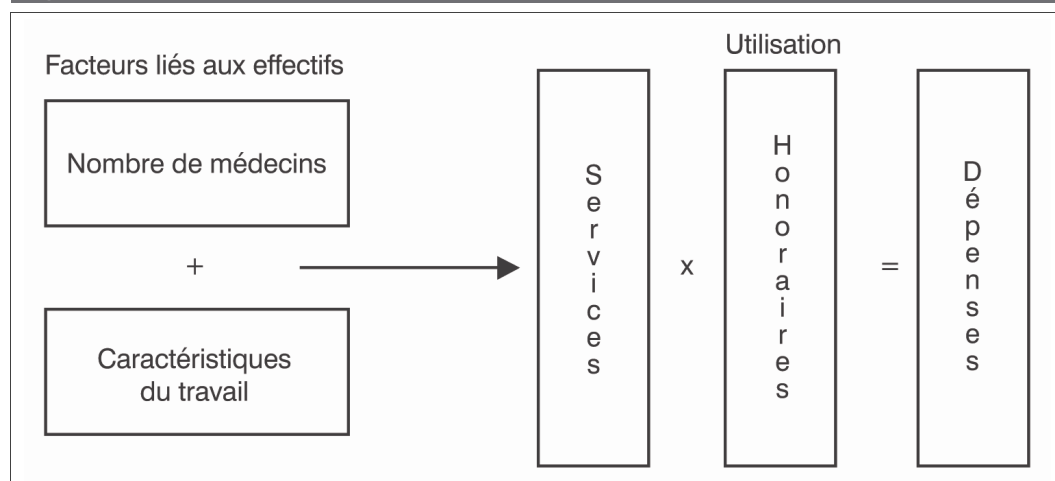 Facteurs liés aux effectifs
Nombre de médecins
+
Caractéristiques
du travail
Utilisation
Services
x
Honoraires
=
Dépenses